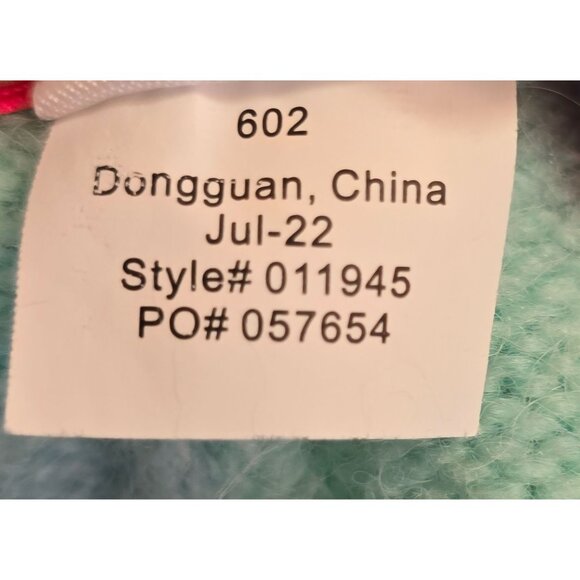 602
Dongguan, China
Jul-22
Style# 011945
PO# 057654